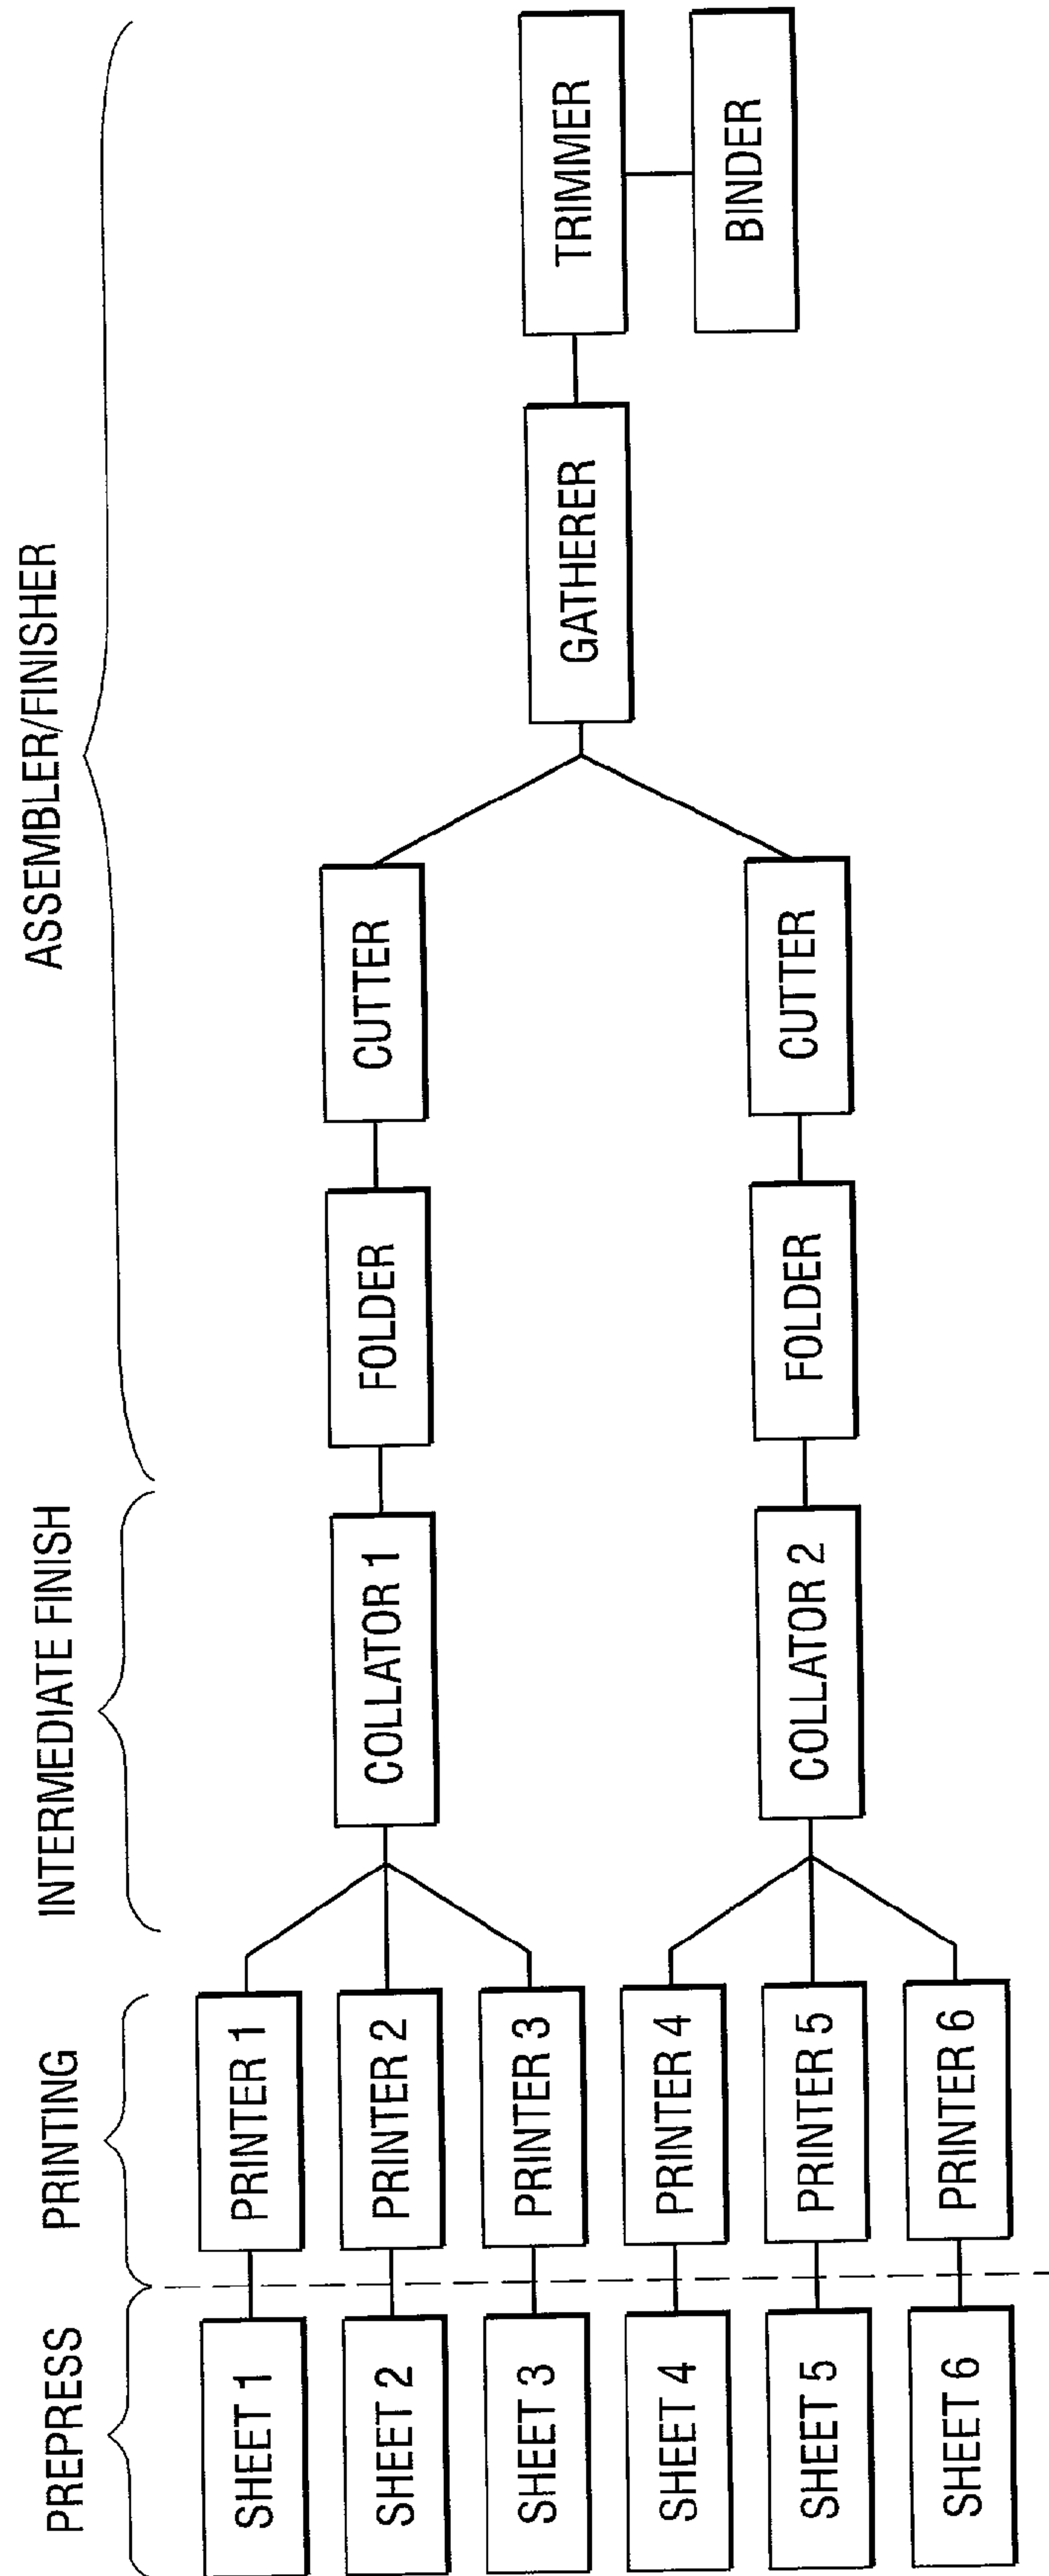 PREPRESS
PRINTING
INTERMEDIATE FINISH
ASSEMBLER/FINISHER
SHEET 1
SHEET 2
SHEET 3
SHEET 4
SHEET 5
SHEET 6
PRINTER 1
PRINTER 2
PRINTER 3
PRINTER 4
PRINTER 5
PRINTER 6
COLLATOR 1
COLLATOR 2
FOLDER
FOLDER
CUTTER
CUTTER
GATHERER
TRIMMER
BINDER